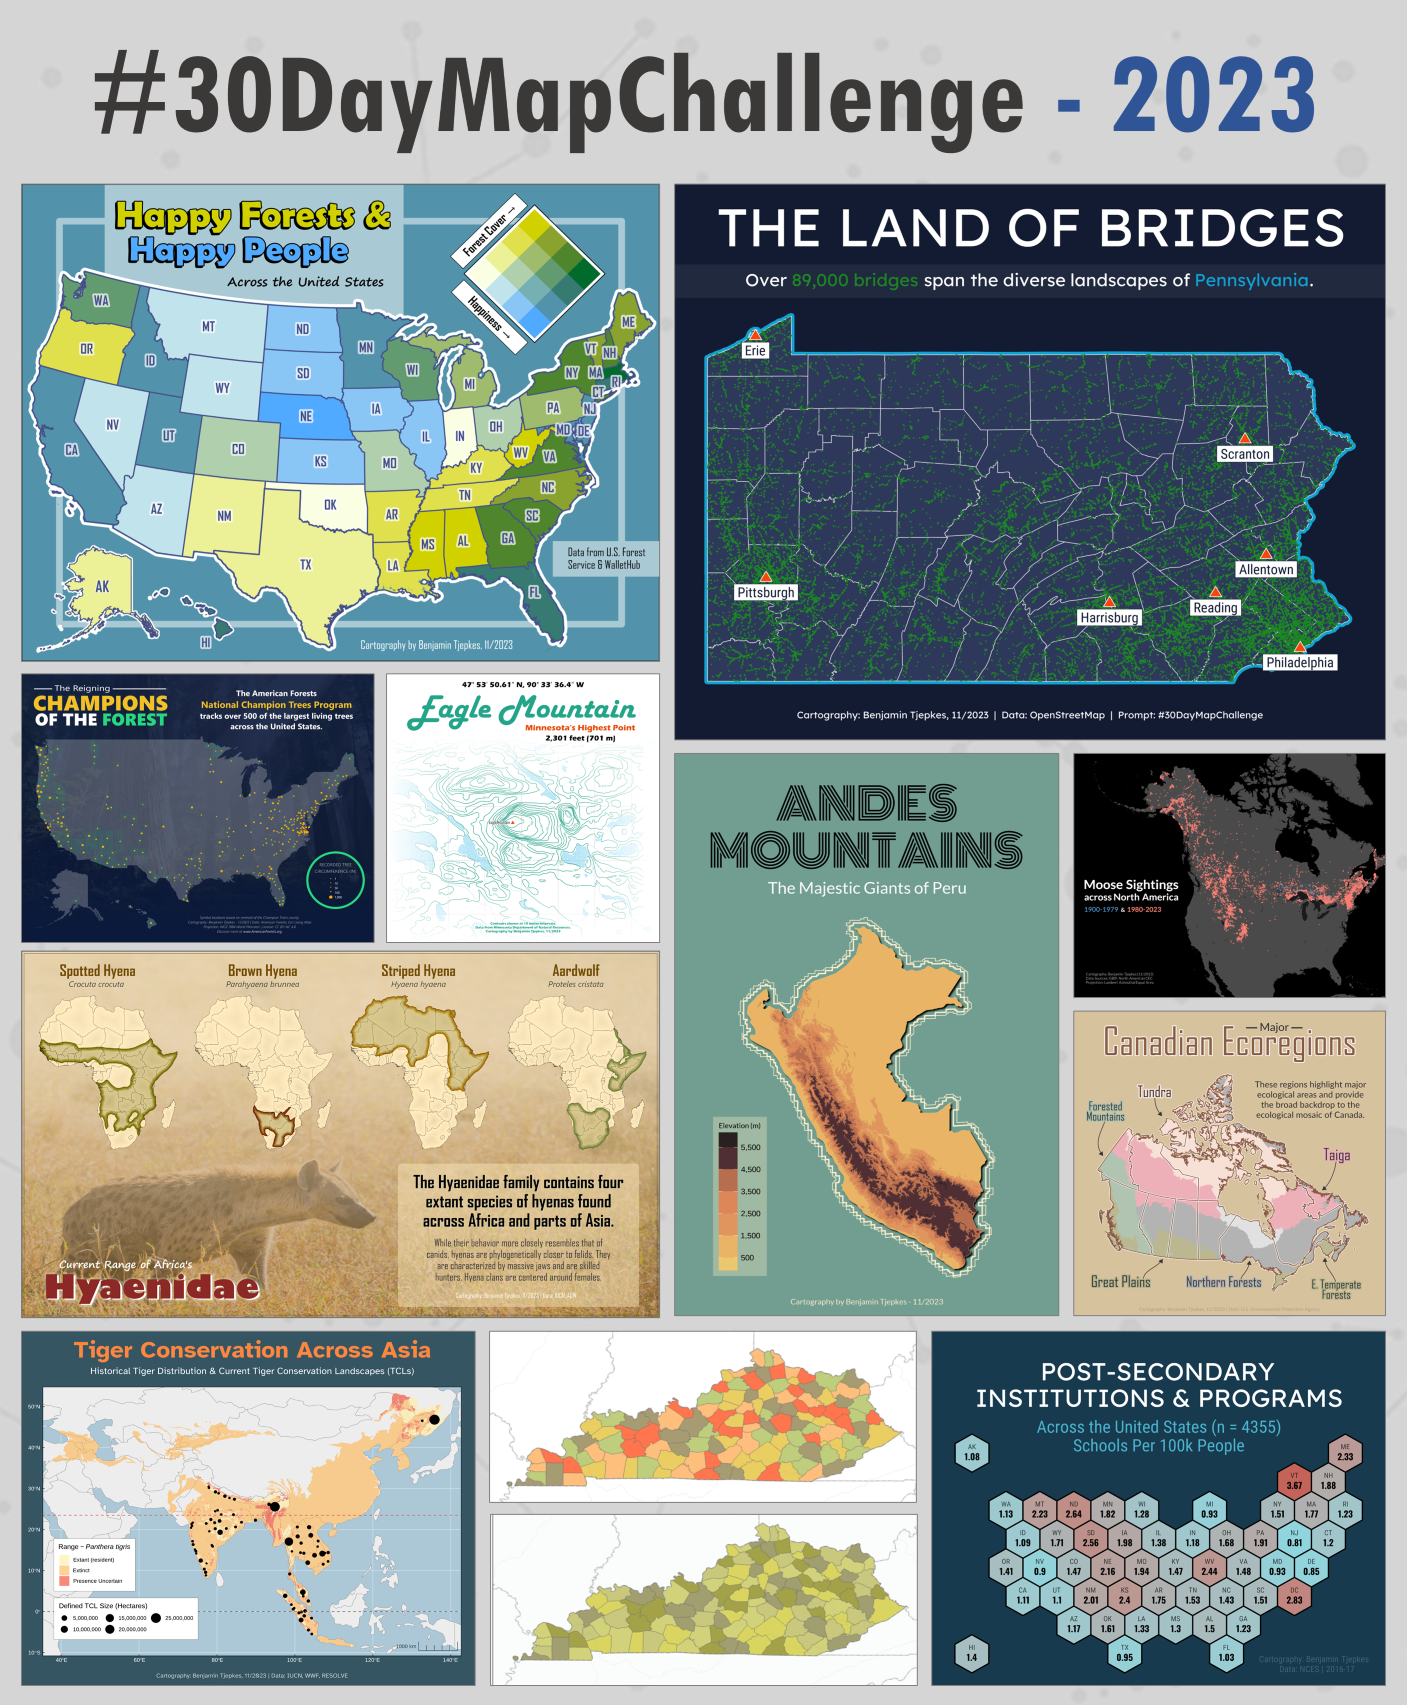 #30DayMapChallenge - 2023
Happy Forests &
Happy People
Across the United States
Forest Cover →
Happiness →
WA
OR
CA
NV
ID
MT
WY
UT
AZ
CO
NM
ND
SD
NE
KS
OK
TX
MN
IA
MO
AR
LA
WI
IL
MI
IN
OH
KY
TN
MS
AL
GA
FL
SC
NC
VA
WV
PA
NY
VT
NH
ME
MA
RI
CT
NJ
MD
DE
AK
HI
Data from U.S. Forest
Service & WalletHub
Cartography by Benjamin Tjepkes, 11/2023
THE LAND OF BRIDGES
Over 89,000 bridges span the diverse landscapes of Pennsylvania.
Erie
Scranton
Allentown
Pittsburgh
Harrisburg
Reading
Philadelphia
Cartography: Benjamin Tjepkes, 11/2023 | Data: OpenStreetMap | Prompt: #30DayMapChallenge
The Reigning
CHAMPIONS
OF THE FOREST
The American Forests
National Champion Trees Program
tracks over 500 of the largest living trees
across the United States.
RECORDED TREE
CIRCUMFERENCE (IN)
47° 53' 50.61" N, 90° 33' 36.4" W
Eagle Mountain
Minnesota's Highest Point
2,301 feet (701 m)
Data from Minnesota Department of Natural Resources.
Cartography by Benjamin Tjepkes, 11/2023
ANDES
MOUNTAINS
The Majestic Giants of Peru
Elevation (m)
5,500
4,500
3,500
2,500
1,500
500
Cartography by Benjamin Tjepkes - 11/2023
Moose Sightings
across North America
1900-1979 & 1980-2023
Major
Canadian Ecoregions
These regions highlight major
ecological areas and provide
the broad backdrop to the
ecological mosaic of Canada.
Tundra
Forested
Mountains
Taiga
Great Plains
Northern Forests
E. Temperate
Forests
Spotted Hyena
Crocuta crocuta
Brown Hyena
Parahyaena brunnea
Striped Hyena
Hyaena hyaena
Aardwolf
Proteles cristata
The Hyaenidae family contains four
extant species of hyenas found
across Africa and parts of Asia.
While their behavior more closely resembles that of
canids, hyenas are phylogenetically closer to felids. They
are characterized by massive jaws and are skilled
hunters. Hyena clans are centered around females.
Current Range of Africa's
Hyaenidae
Tiger Conservation Across Asia
Historical Tiger Distribution & Current Tiger Conservation Landscapes (TCLs)
50°N
40°N
30°N
20°N
10°N
0°
10°S
40°E
60°E
80°E
100°E
120°E
140°E
Range - Panthera tigris
Extant (resident)
Extinct
Presence Uncertain
Defined TCL Size (Hectares)
5,000,000
15,000,000
25,000,000
10,000,000
20,000,000
1000 km
Cartography: Benjamin Tjepkes, 11/2023 | Data: IUCN, WWF, RESOLVE
POST-SECONDARY
INSTITUTIONS & PROGRAMS
Across the United States (n = 4355)
Schools Per 100k People
AK
1.08
ME
2.33
VT
3.67
NH
1.88
WA
1.13
MT
2.23
ND
2.64
MN
1.82
WI
1.28
MI
0.93
NY
1.51
MA
1.77
RI
1.23
ID
1.09
WY
1.71
SD
2.56
IA
1.98
IL
1.38
IN
1.18
OH
1.68
PA
1.91
NJ
0.81
CT
1.2
OR
1.41
NV
0.9
CO
1.47
NE
2.16
MO
1.94
KY
1.47
WV
2.44
VA
1.48
MD
0.93
DE
0.85
CA
1.11
UT
1.1
NM
2.01
KS
2.4
AR
1.75
TN
1.53
NC
1.43
SC
1.51
DC
2.83
AZ
1.17
OK
1.61
LA
1.33
MS
1.3
AL
1.5
GA
1.23
HI
1.4
TX
0.95
FL
1.03
Cartography: Benjamin Tjepkes
Data: NCES | 2016-17